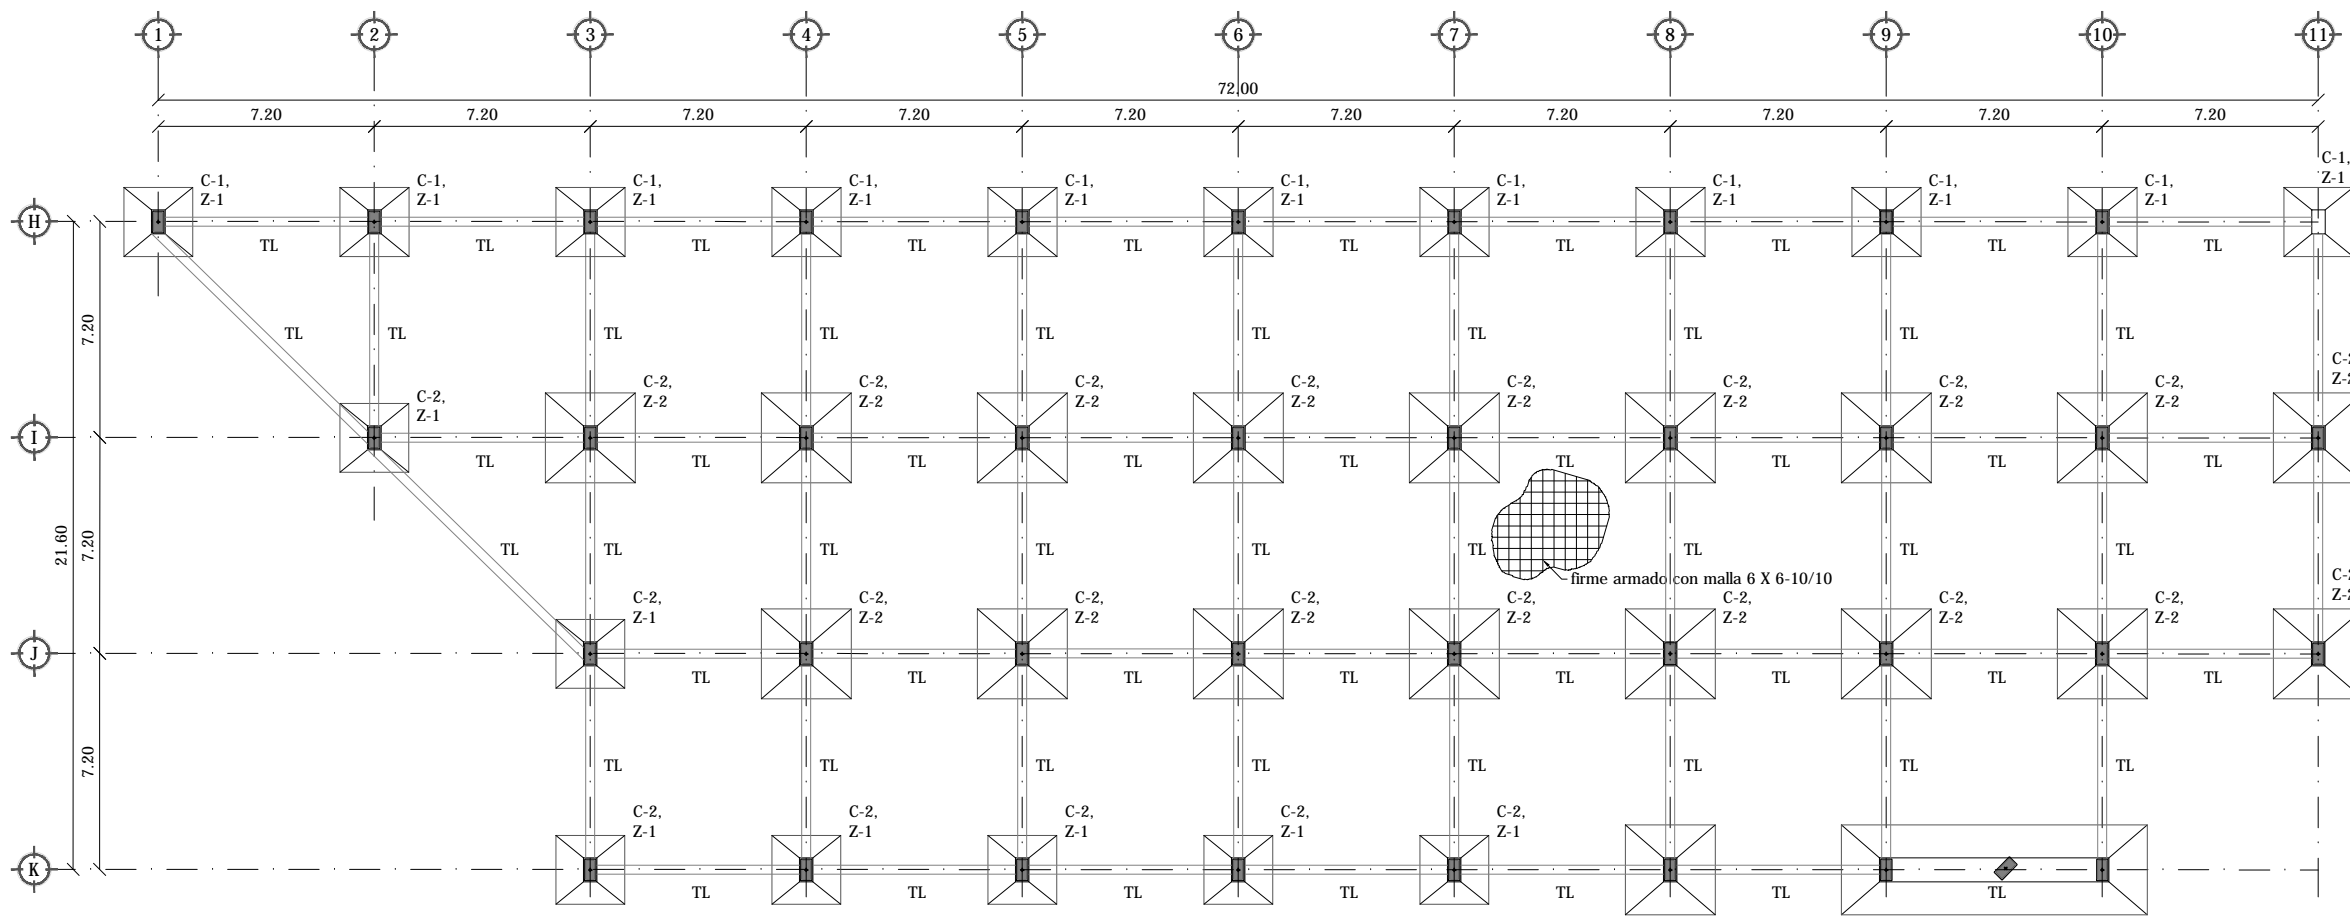 1 2 3 4 5 6 7 8 9 10 11
72.00
7.20 7.20 7.20 7.20 7.20 7.20 7.20 7.20 7.20 7.20
C-1, C-1, C-1, C-1, C-1, C-1, C-1, C-1, C-1, C-1, C-1,
Z-1 Z-1 Z-1 Z-1 Z-1 Z-1 Z-1 Z-1 Z-1 Z-1 Z-1
H
TL TL TL TL TL TL TL TL TL TL
7.20
TL TL TL TL TL TL TL TL TL TL
C-2, C-2, C-2, C-2, C-2, C-2, C-2, C-2, C-2,
Z-1 Z-2 Z-2 Z-2 Z-2 Z-2 Z-2 Z-2 Z-2
I
TL TL TL TL TL TL TL TL TL
21.60
7.20
TL TL TL TL TL TL TL TL TL
firme armado con malla 6 X 6-10/10
C-2, C-2, C-2, C-2, C-2, C-2, C-2, C-2,
Z-1 Z-2 Z-2 Z-2 Z-2 Z-2 Z-2 Z-2
J
TL TL TL TL TL TL TL TL
7.20
TL TL TL TL TL TL TL TL
C-2, C-2, C-2, C-2, C-2,
Z-1 Z-1 Z-1 Z-1 Z-1
K
TL TL TL TL TL TL TL